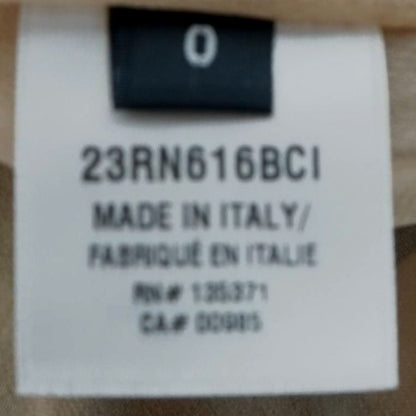 0
23RN616BCI
MADE IN ITALY/
FABRIQUÉ EN ITALIE
RN# 135371
CA# 00985